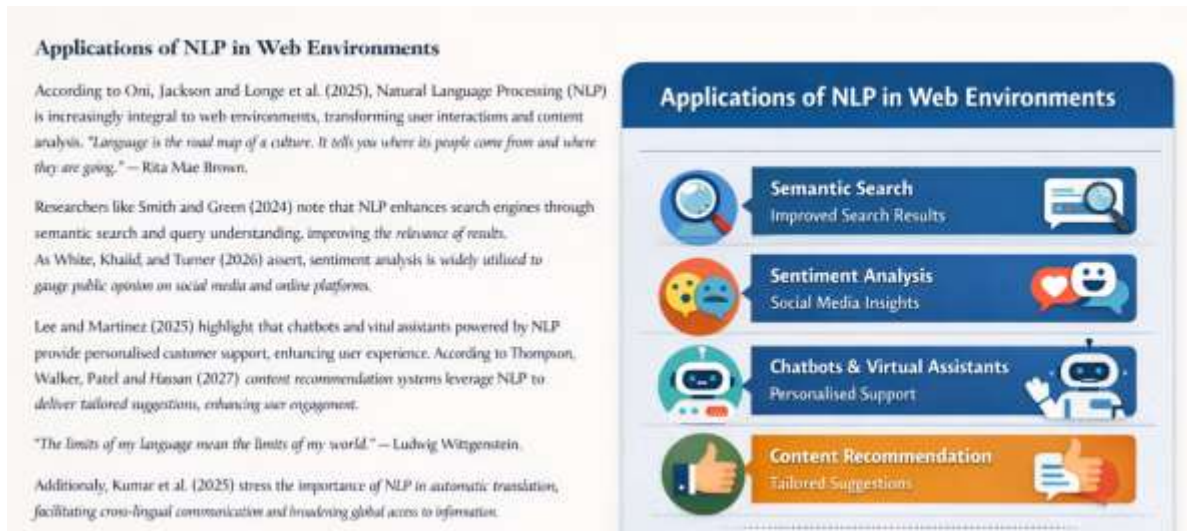 Applications of NLP in Web Environments
According to Oni, Jackson and Longe et al. (2025), Natural Language Processing (NLP)
is increasingly integral to web environments, transforming user interactions and content
analysis. "Language is the road map of a culture. It tells you where its people come from and where
they are going." — Rita Mae Brown.
Researchers like Smith and Green (2024) note that NLP enhances search engines through
semantic search and query understanding, improving the relevance of results.
As White, Khalid, and Turner (2026) assert, sentiment analysis is widely utilised to
gauge public opinion on social media and online platforms.
Lee and Martinez (2025) highlight that chatbots and vitul assistants powered by NLP
provide personalised customer support, enhancing user experience. According to Thompson,
Walker, Patel and Hassan (2027) content recommendation systems leverage NLP to
deliver tailored suggestions, enhancing user engagement.
"The limits of my language mean the limits of my world." — Ludwig Wittgenstein.
Additionaly, Kumar et al. (2025) stress the importance of NLP in automatic translation,
facilitating cross-lingual communication and broadening global access to information.
Applications of NLP in Web Environments
Semantic Search
Improved Search Results
Sentiment Analysis
Social Media Insights
Chatbots & Virtual Assistants
Personalised Support
Content Recommendation
Tailored Suggestions